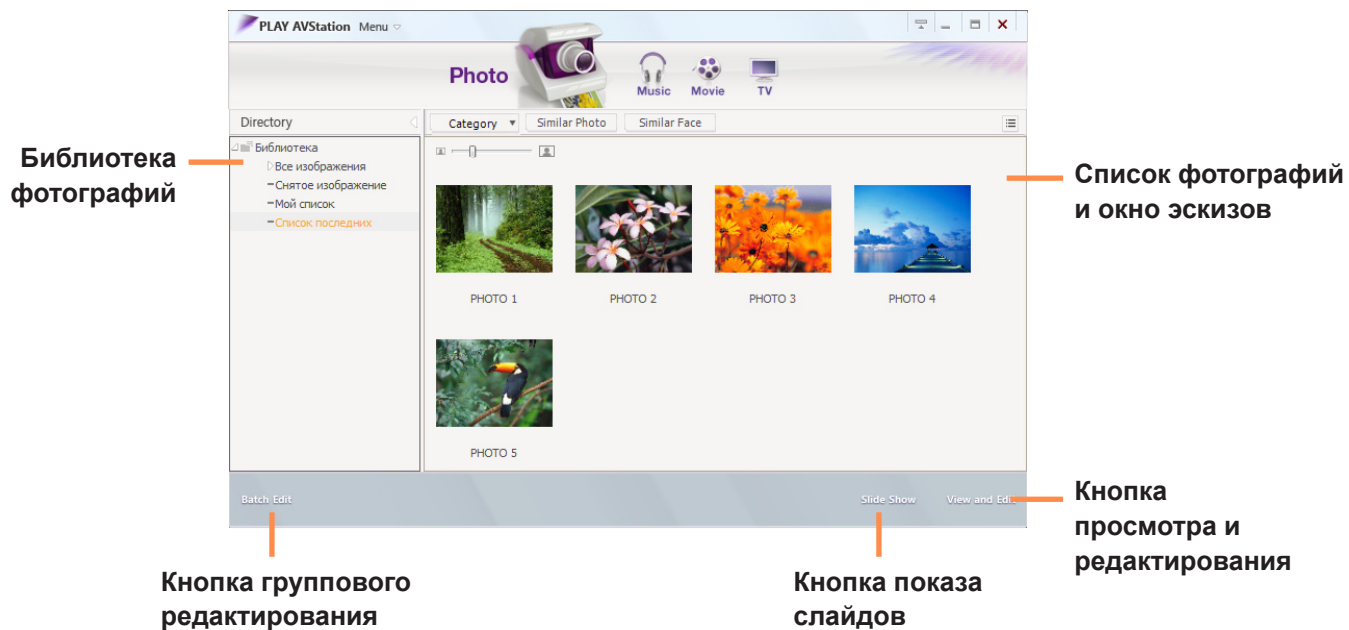 PLAY AVStation Menu
Photo
Music
Movie
TV
Directory
Category
Similar Photo
Similar Face
Библиотека
Все изображения
Снятое изображение
Мой список
Список последних
PHOTO 1
PHOTO 2
PHOTO 3
PHOTO 4
PHOTO 5
Batch Edit
Slide Show
View and Edit
Библиотека
фотографий
Список фотографий
и окно эскизов
Кнопка
просмотра и
редактирования
Кнопка группового
редактирования
Кнопка показа
слайдов